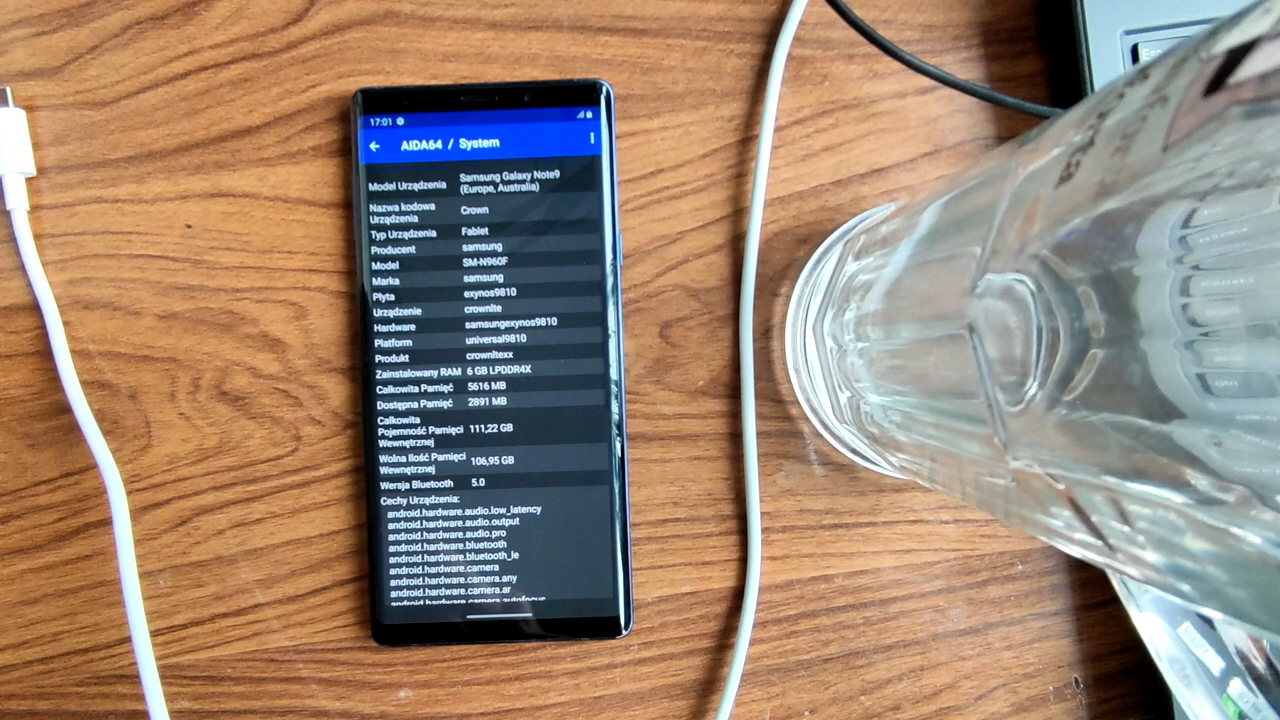 17:01
AIDA64 / System
Model Urządzenia Samsung Galaxy Note9
(Europe, Australia)
Nazwa kodowa
Urządzenia Crown
Typ Urządzenia Fablet
Producent samsung
Model SM-N960F
Marka samsung
Płyta exynos9810
Urządzenie crownlte
Hardware samsungexynos9810
Platform universal9810
Produkt crownltexx
Zainstalowany RAM 6 GB LPDDR4X
Całkowita Pamięć 5616 MB
Dostępna Pamięć 2891 MB
Całkowita
Pojemność Pamięci 111,22 GB
Wewnętrznej
Wolna Ilość Pamięci 106,95 GB
Wewnętrznej
Wersja Bluetooth 5.0
Cechy Urządzenia:
android.hardware.audio.low_latency
android.hardware.audio.output
android.hardware.audio.pro
android.hardware.bluetooth
android.hardware.bluetooth_le
android.hardware.camera
android.hardware.camera.any
android.hardware.camera.ar
android.hardware.camera.autofocus